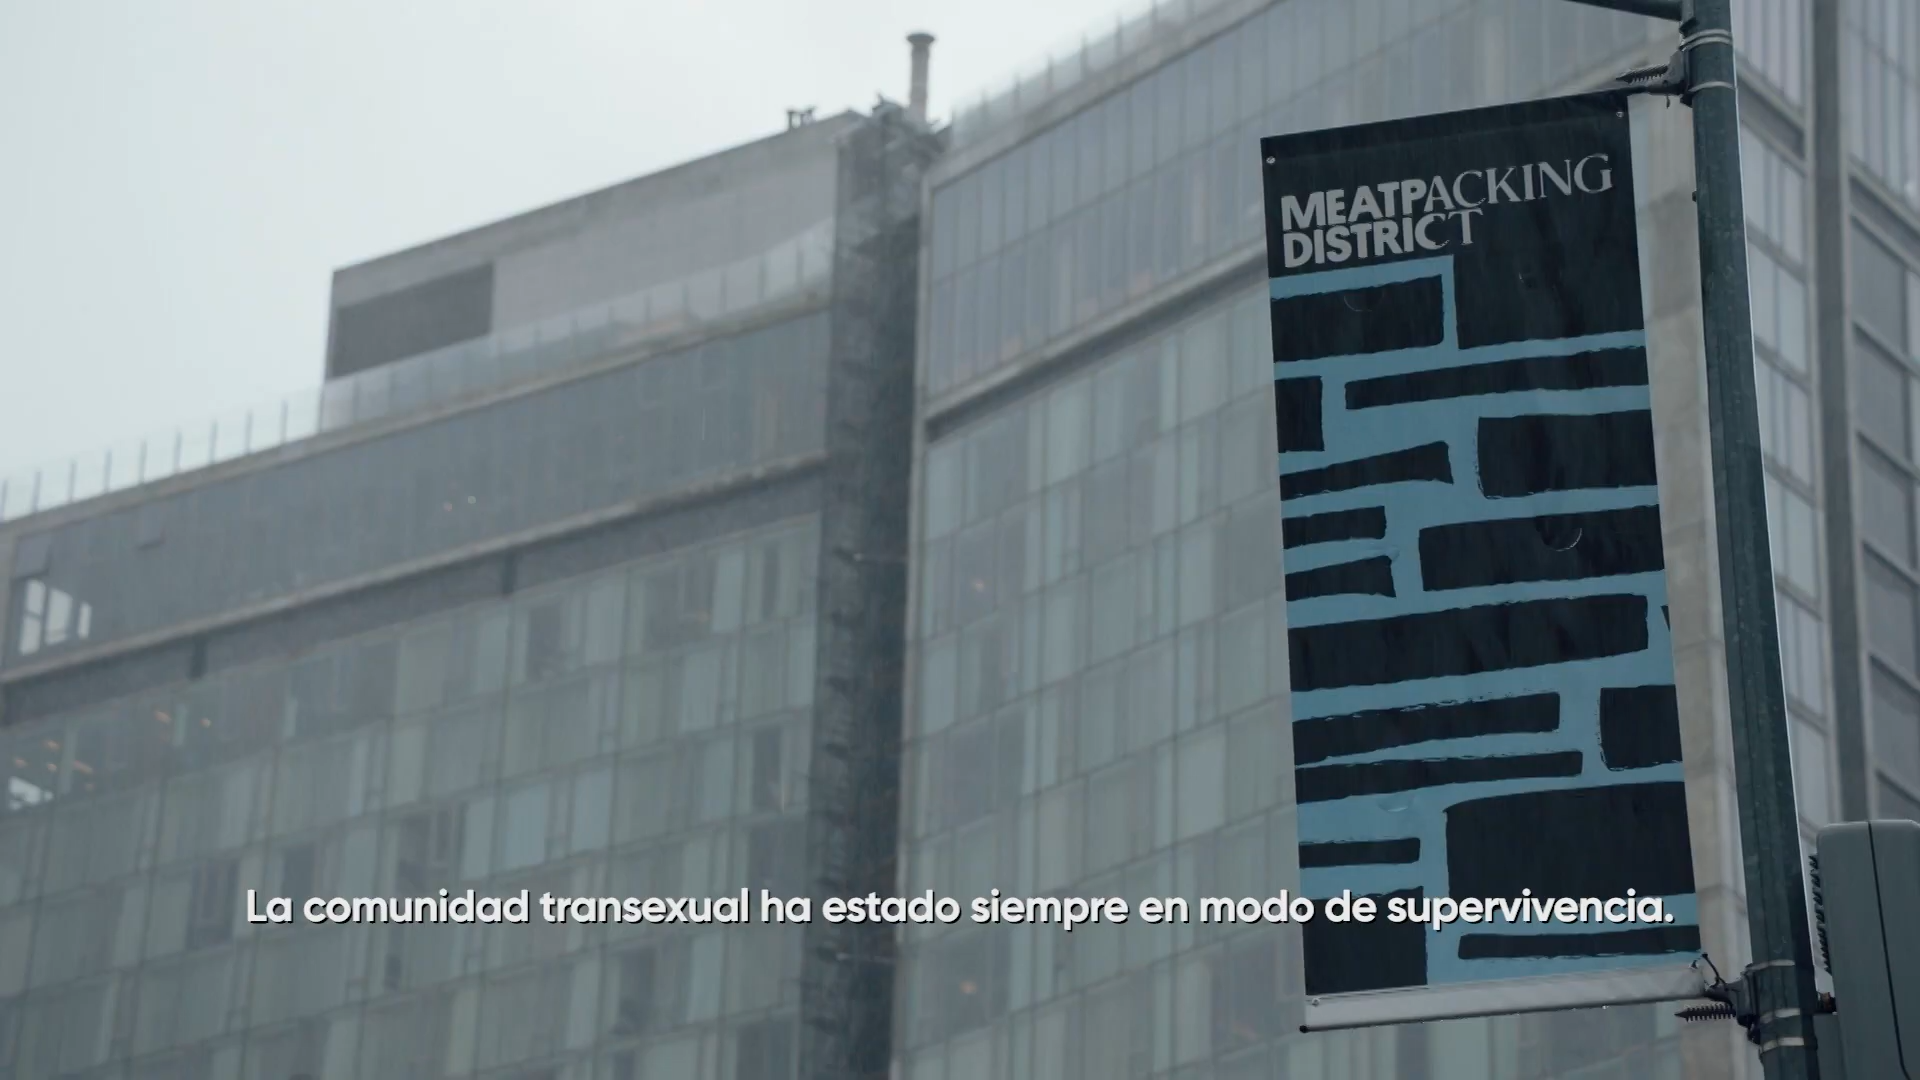 MEATPACKING
DISTRICT
La comunidad transexual ha estado siempre en modo de supervivencia.